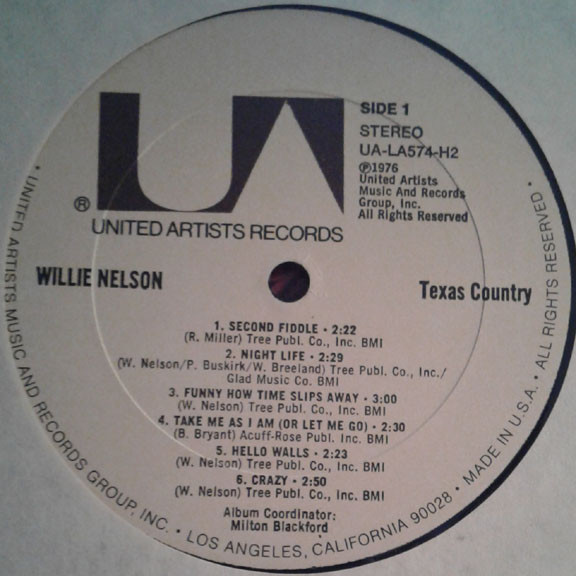 UA
®
UNITED ARTISTS RECORDS
SIDE 1
STEREO
UA-LA574-H2
℗1976
United Artists
Music And Records
Group, Inc.
All Rights Reserved
WILLIE NELSON
Texas Country
1. SECOND FIDDLE • 2:22
(R. Miller) Tree Publ. Co., Inc. BMI
2. NIGHT LIFE • 2:29
(W. Nelson/P. Buskirk/W. Breeland) Tree Publ. Co., Inc./
Glad Music Co. BMI
3. FUNNY HOW TIME SLIPS AWAY • 3:00
(W. Nelson) Tree Publ. Co., Inc. BMI
4. TAKE ME AS I AM (OR LET ME GO) • 2:30
(B. Bryant) Acuff-Rose Publ. Co., Inc. BMI
5. HELLO WALLS • 2:23
(W. Nelson) Tree Publ. Co., Inc. BMI
6. CRAZY • 2:50
(W. Nelson) Tree Publ. Co., Inc. BMI
Album Coordinator:
Milton Blackford
• UNITED ARTISTS MUSIC AND RECORDS GROUP, INC. • LOS ANGELES, CALIFORNIA 90028 • MADE IN U.S.A. • ALL RIGHTS RESERVED •